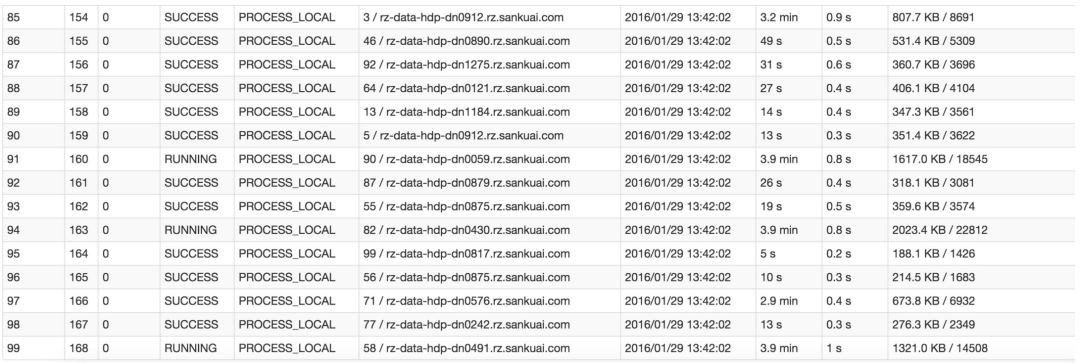 85 154 0 SUCCESS PROCESS_LOCAL 3 / rz-data-hdp-dn0912.rz.sankuai.com 2016/01/29 13:42:02 3.2 min 0.9 s 807.7 KB / 8691
86 155 0 SUCCESS PROCESS_LOCAL 46 / rz-data-hdp-dn0890.rz.sankuai.com 2016/01/29 13:42:02 49 s 0.5 s 531.4 KB / 5309
87 156 0 SUCCESS PROCESS_LOCAL 92 / rz-data-hdp-dn1275.rz.sankuai.com 2016/01/29 13:42:02 31 s 0.6 s 360.7 KB / 3696
88 157 0 SUCCESS PROCESS_LOCAL 64 / rz-data-hdp-dn0121.rz.sankuai.com 2016/01/29 13:42:02 27 s 0.4 s 406.1 KB / 4104
89 158 0 SUCCESS PROCESS_LOCAL 13 / rz-data-hdp-dn1184.rz.sankuai.com 2016/01/29 13:42:02 14 s 0.4 s 347.3 KB / 3561
90 159 0 SUCCESS PROCESS_LOCAL 5 / rz-data-hdp-dn0912.rz.sankuai.com 2016/01/29 13:42:02 13 s 0.3 s 351.4 KB / 3622
91 160 0 RUNNING PROCESS_LOCAL 90 / rz-data-hdp-dn0059.rz.sankuai.com 2016/01/29 13:42:02 3.9 min 0.8 s 1617.0 KB / 18545
92 161 0 SUCCESS PROCESS_LOCAL 87 / rz-data-hdp-dn0879.rz.sankuai.com 2016/01/29 13:42:02 26 s 0.4 s 318.1 KB / 3081
93 162 0 SUCCESS PROCESS_LOCAL 55 / rz-data-hdp-dn0875.rz.sankuai.com 2016/01/29 13:42:02 19 s 0.5 s 359.6 KB / 3574
94 163 0 RUNNING PROCESS_LOCAL 82 / rz-data-hdp-dn0430.rz.sankuai.com 2016/01/29 13:42:02 3.9 min 0.8 s 2023.4 KB / 22812
95 164 0 SUCCESS PROCESS_LOCAL 99 / rz-data-hdp-dn0817.rz.sankuai.com 2016/01/29 13:42:02 5 s 0.2 s 188.1 KB / 1426
96 165 0 SUCCESS PROCESS_LOCAL 56 / rz-data-hdp-dn0875.rz.sankuai.com 2016/01/29 13:42:02 10 s 0.3 s 214.5 KB / 1683
97 166 0 SUCCESS PROCESS_LOCAL 71 / rz-data-hdp-dn0576.rz.sankuai.com 2016/01/29 13:42:02 2.9 min 0.4 s 673.8 KB / 6932
98 167 0 SUCCESS PROCESS_LOCAL 77 / rz-data-hdp-dn0242.rz.sankuai.com 2016/01/29 13:42:02 13 s 0.3 s 276.3 KB / 2349
99 168 0 RUNNING PROCESS_LOCAL 58 / rz-data-hdp-dn0491.rz.sankuai.com 2016/01/29 13:42:02 3.9 min 1 s 1321.0 KB / 14508